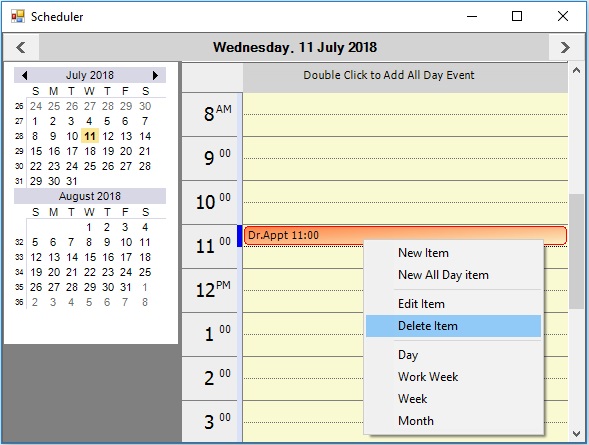 Scheduler
Wednesday, 11 July 2018
July 2018
S M T W T F S
26 24 25 26 27 28 29 30
27 1 2 3 4 5 6 7
28 8 9 10 11 12 13 14
29 15 16 17 18 19 20 21
30 22 23 24 25 26 27 28
31 29 30 31
August 2018
S M T W T F S
1 2 3 4
32 5 6 7 8 9 10 11
33 12 13 14 15 16 17 18
34 19 20 21 22 23 24 25
35 26 27 28 29 30 31 1
36 2 3 4 5 6 7 8
Double Click to Add All Day Event
8 AM
9 00
10 00
11 00
Dr.Appt 11:00
12 PM
1 00
2 00
3 00
New Item
New All Day item
Edit Item
Delete Item
Day
Work Week
Week
Month